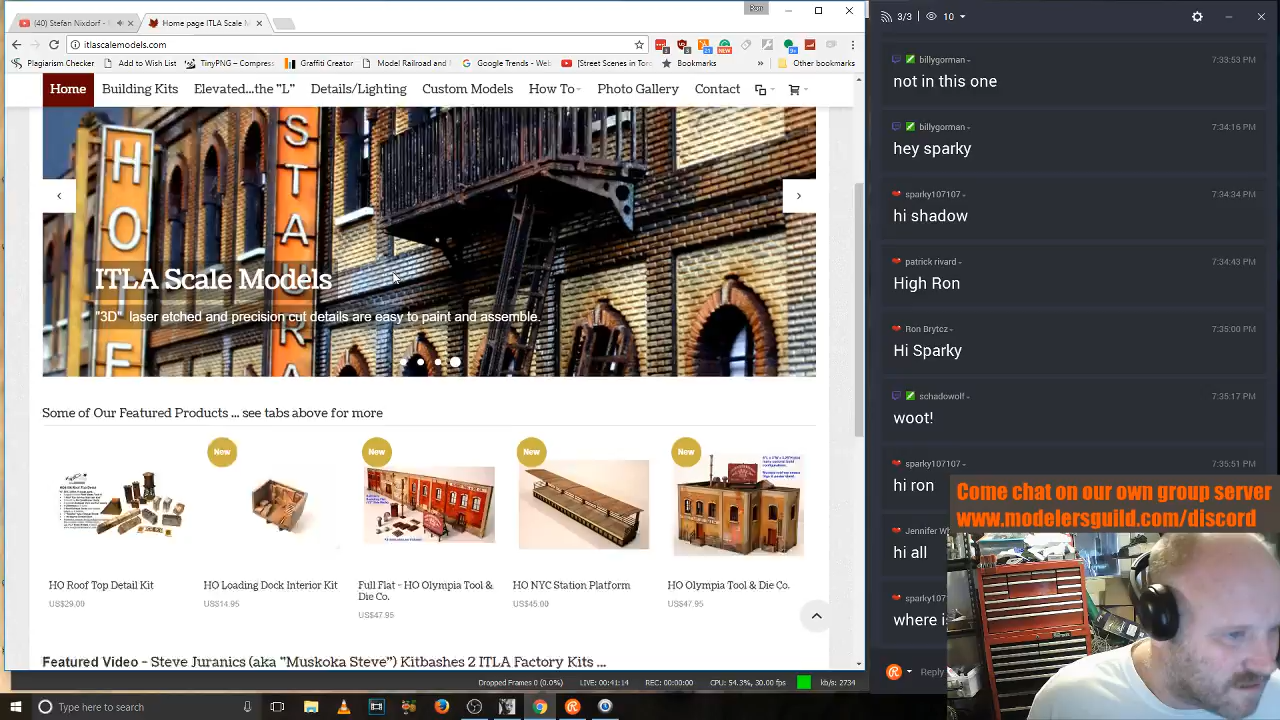 (40) Stefan Nixdorf -
Home page ITLA Scale M
itlascalemodels.com
Plagiarism Checker
Add to Wish List
TinyPNG – Compress
Graffiti Creator
Model Railroad and
Google Trends - Web
[Street Scenes in Toro
Bookmarks
»
Other bookmarks
Home
Building Kits
Elevated...the "L"
Details/Lighting
Custom Models
How To
Photo Gallery
Contact
HOTE
STAURA
ITLA Scale Models
"3D" laser etched and precision cut details are easy to paint and assemble.
Some of Our Featured Products ... see tabs above for more
New
New
New
New
HO Roof Top Detail Kit
US$29.00
HO Loading Dock Interior Kit
US$14.95
Full Flat - HO Olympia Tool &
Die Co.
US$47.95
HO NYC Station Platform
US$45.00
HO Olympia Tool & Die Co.
US$47.95
Featured Video - Steve Juranics (aka "Muskoka Steve") Kitbashes 2 ITLA Factory Kits ...
Dropped Frames 0 (0.0%)
LIVE: 00:41:14
REC: 00:00:00
CPU: 54.3%, 30.00 fps
kb/s: 2734
Type here to search
3/3
10
billygorman
7:33:53 PM
not in this one
billygorman
7:34:16 PM
hey sparky
sparky107107
7:34:34 PM
hi shadow
patrick rivard
7:34:43 PM
High Ron
Ron Brytcz
7:35:00 PM
Hi Sparky
schadowolf
7:35:17 PM
woot!
sparky107107
7:35:51 PM
hi ron
Come chat on our own group server
www.modelersguild.com/discord
Jennifer Wh
hi all
sparky107
where i
Reply